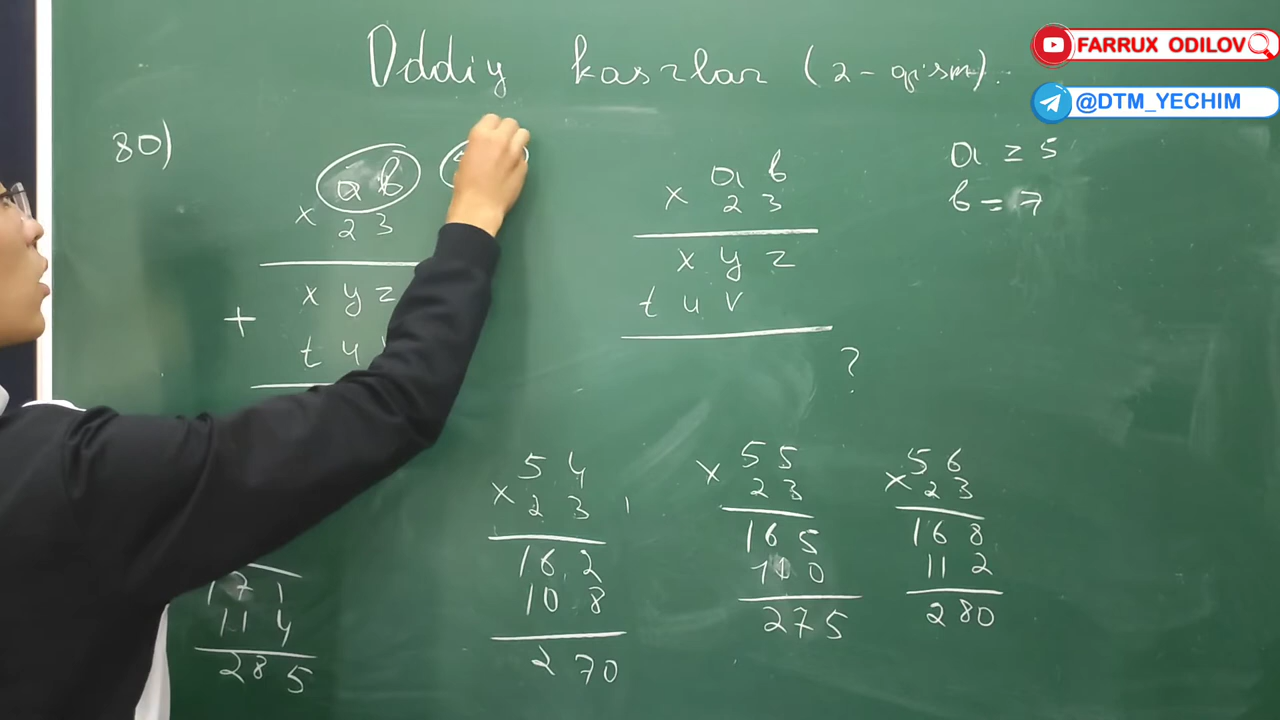 Oddiy kasrlar (2-qism).
FARRUX ODILOV
@DTM_YECHIM
80)
a b
× 2 3
x y z
+
t u
a b
× 2 3
x y z
t u v
?
a = 5
b = 7
1 7 1
1 1 4
2 8 5
5 4
× 2 3
1 6 2
1 0 8
2 7 0
5 5
× 2 3
1 6 5
1 1 0
2 7 5
5 6
× 2 3
1 6 8
1 1 2
2 8 0